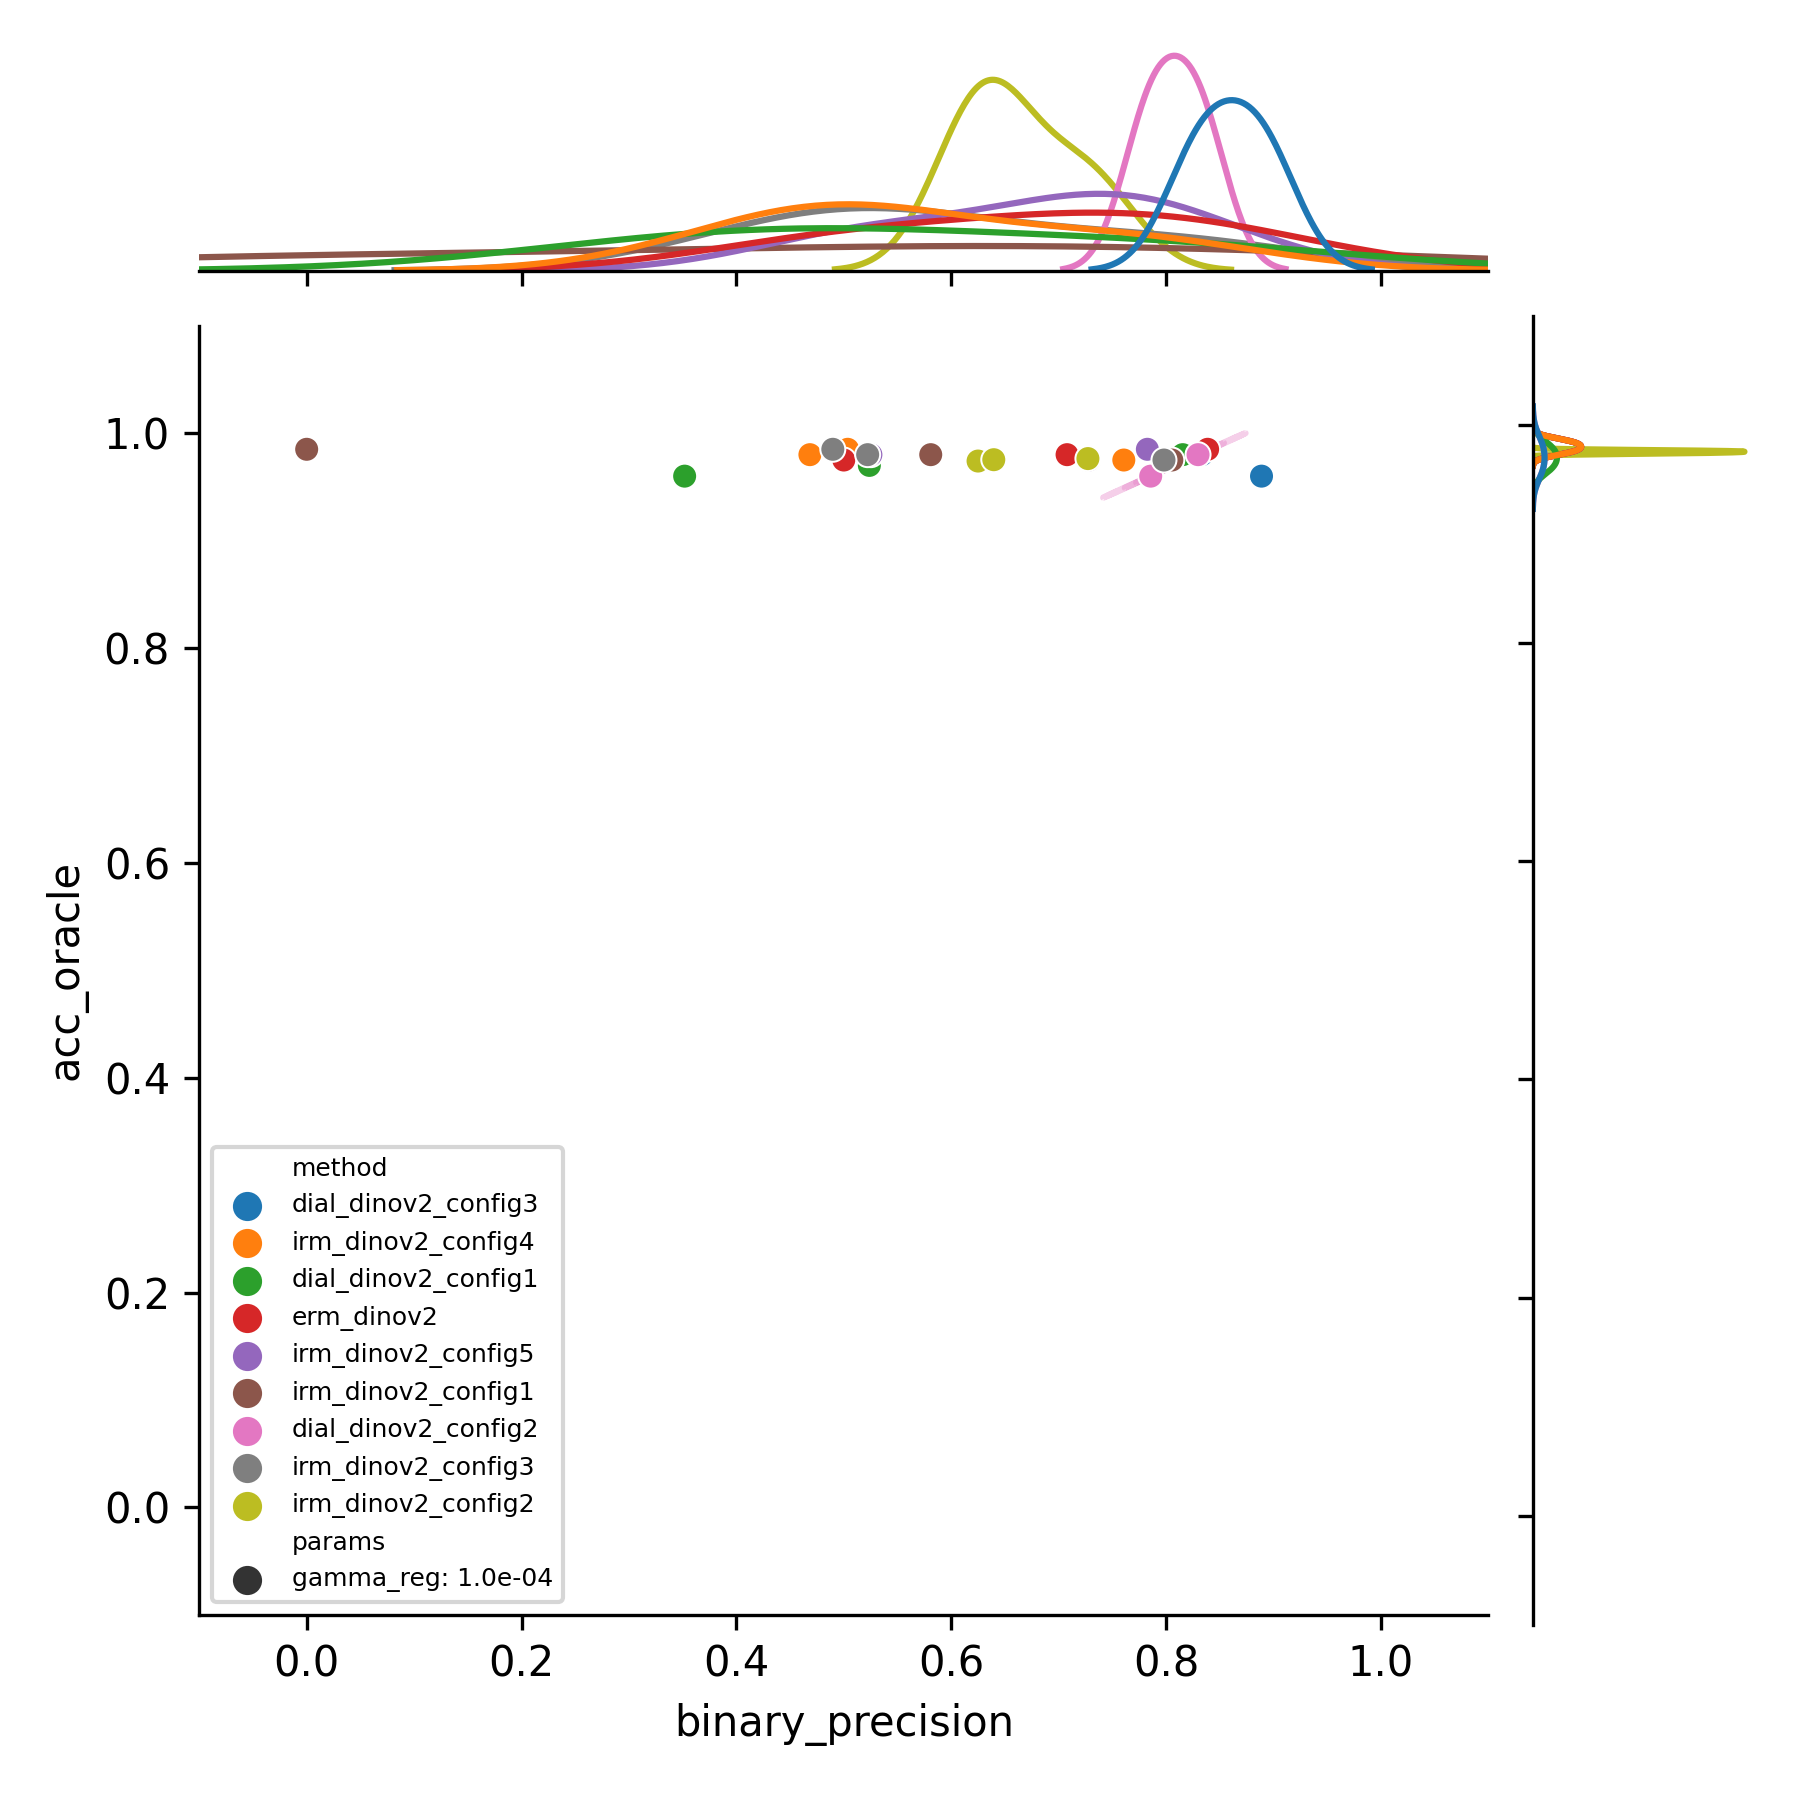 1.0
0.8
0.6
0.4
0.2
0.0
acc_oracle
method
dial_dinov2_config3
irm_dinov2_config4
dial_dinov2_config1
erm_dinov2
irm_dinov2_config5
irm_dinov2_config1
dial_dinov2_config2
irm_dinov2_config3
irm_dinov2_config2
params
gamma_reg: 1.0e-04
0.0 0.2 0.4 0.6 0.8 1.0
binary_precision